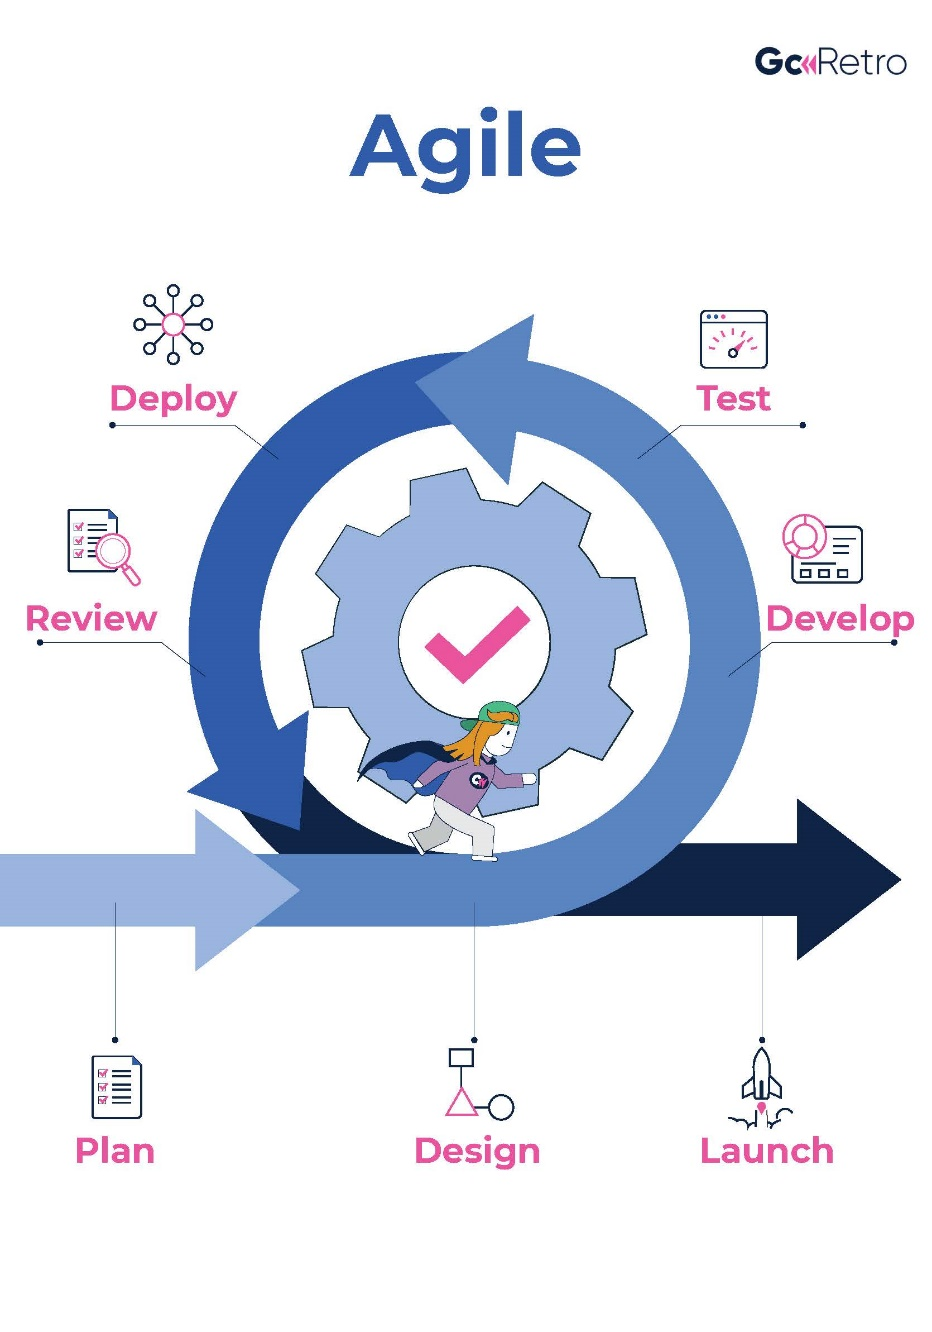 GoRetro
Agile
Deploy
Test
Review
Develop
Plan
Design
Launch